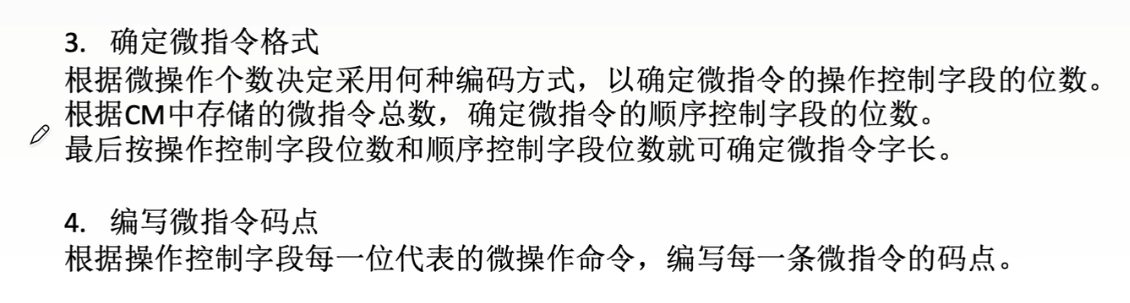 3. 确定微指令格式
根据微操作个数决定采用何种编码方式，以确定微指令的操作控制字段的位数。
根据CM中存储的微指令总数，确定微指令的顺序控制字段的位数。
最后按操作控制字段位数和顺序控制字段位数就可确定微指令字长。
4. 编写微指令码点
根据操作控制字段每一位代表的微操作命令，编写每一条微指令的码点。